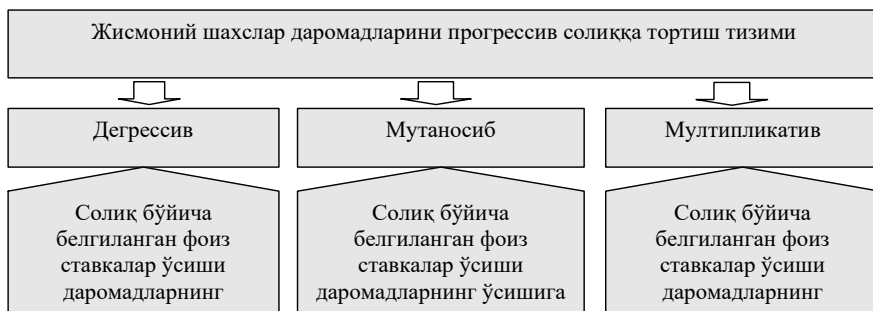 Жисмоний шахслар даромадларини прогрессив солиққа тортиш тизими
Дегрессив
Мутаносиб
Мултипликатив
Солиқ бўйича
белгиланган фоиз
ставкалар ўсиши
даромадларнинг
Солиқ бўйича
белгиланган фоиз
ставкалар ўсиши
даромадларнинг ўсишига
Солиқ бўйича
белгиланган фоиз
ставкалар ўсиши
даромадларнинг